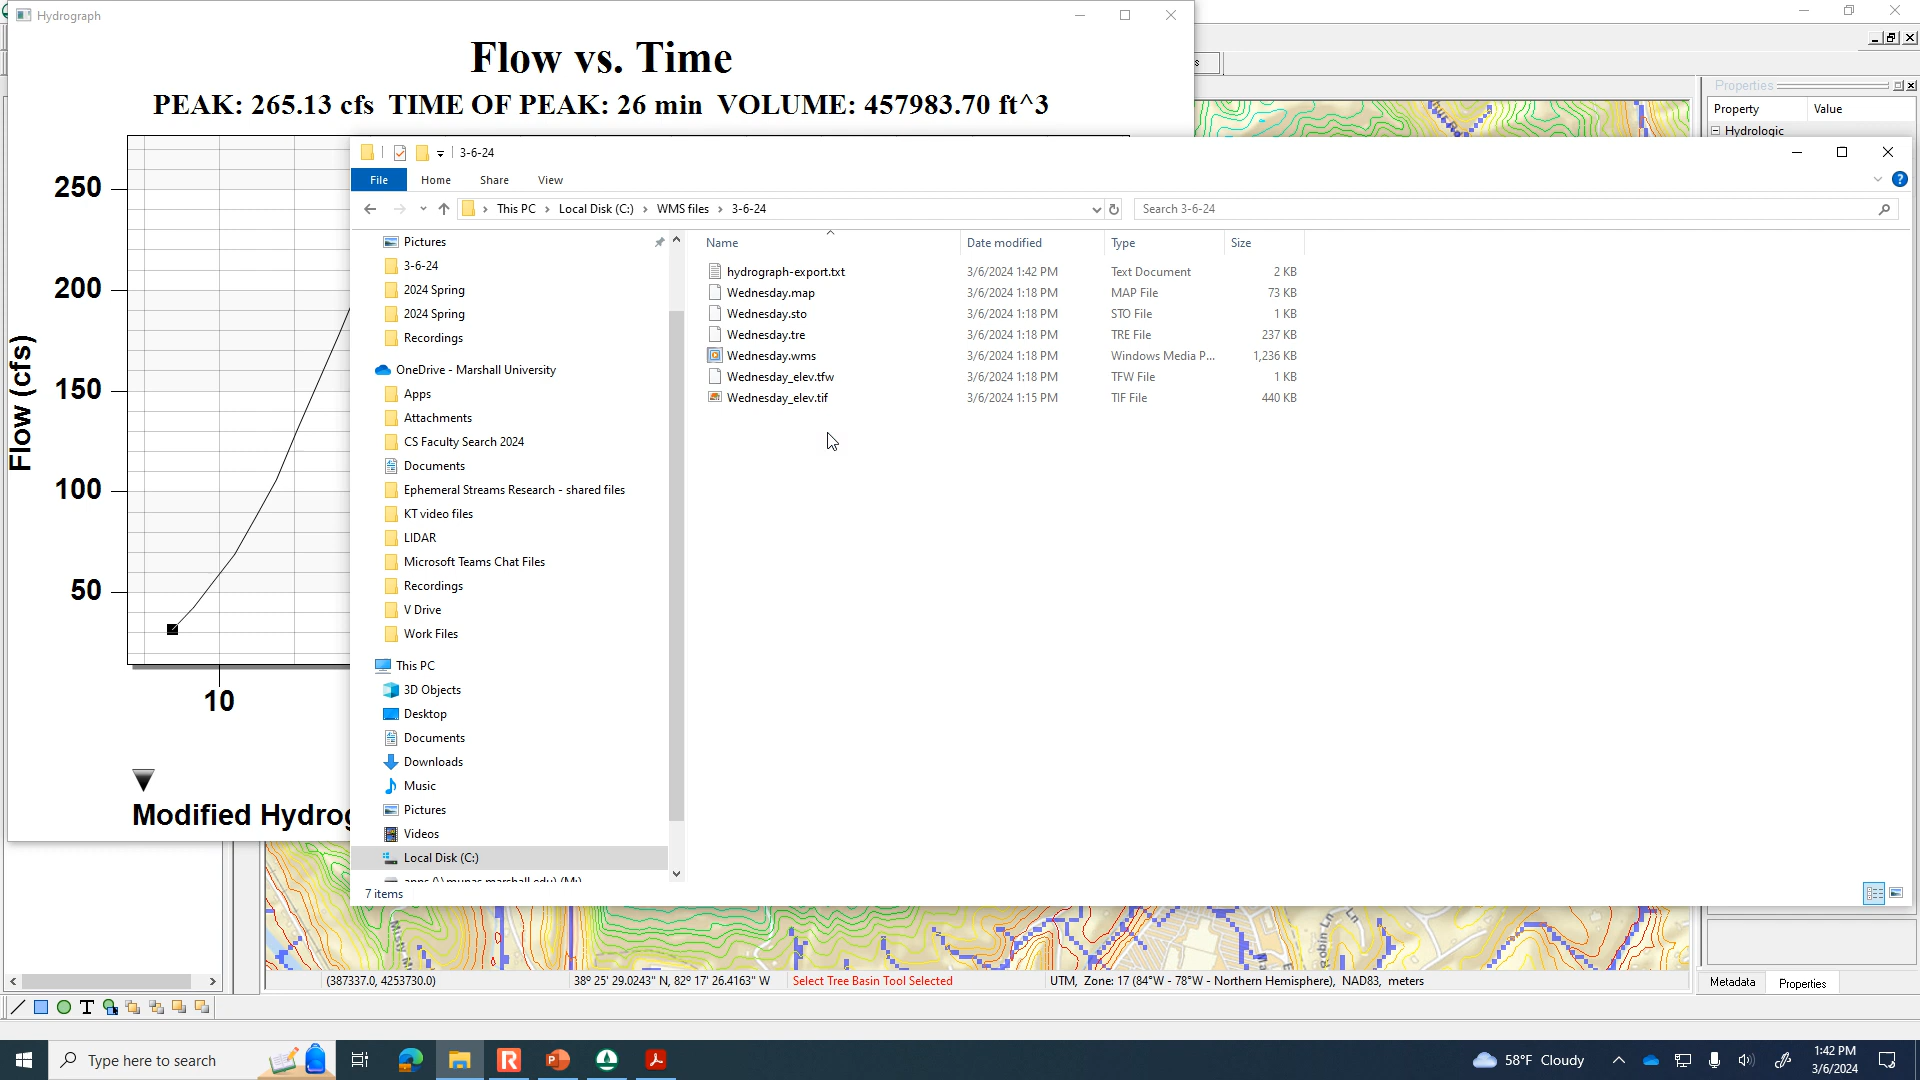 Hydrograph
Flow vs. Time
PEAK: 265.13 cfs TIME OF PEAK: 26 min VOLUME: 457983.70 ft^3
250
200
150
100
50
Flow (cfs)
10
Modified Hydrog
3-6-24
File Home Share View
This PC > Local Disk (C:) > WMS files > 3-6-24
Search 3-6-24
Pictures
3-6-24
2024 Spring
2024 Spring
Recordings
OneDrive - Marshall University
Apps
Attachments
CS Faculty Search 2024
Documents
Ephemeral Streams Research - shared files
KT video files
LIDAR
Microsoft Teams Chat Files
Recordings
V Drive
Work Files
This PC
3D Objects
Desktop
Documents
Downloads
Music
Pictures
Videos
Local Disk (C:)
7 items
Name Date modified Type Size
hydrograph-export.txt 3/6/2024 1:42 PM Text Document 2 KB
Wednesday.map 3/6/2024 1:18 PM MAP File 73 KB
Wednesday.sto 3/6/2024 1:18 PM STO File 1 KB
Wednesday.tre 3/6/2024 1:18 PM TRE File 237 KB
Wednesday.wms 3/6/2024 1:18 PM Windows Media P... 1,236 KB
Wednesday_elev.tfw 3/6/2024 1:18 PM TFW File 1 KB
Wednesday_elev.tif 3/6/2024 1:15 PM TIF File 440 KB
Properties
Property Value
Hydrologic
Robin Ln
Ln
(387337.0, 4253730.0) 38° 25' 29.0243" N, 82° 17' 26.4163" W Select Tree Basin Tool Selected UTM, Zone: 17 (84°W - 78°W - Northern Hemisphere), NAD83, meters
Metadata Properties
Type here to search
58°F Cloudy
1:42 PM
3/6/2024